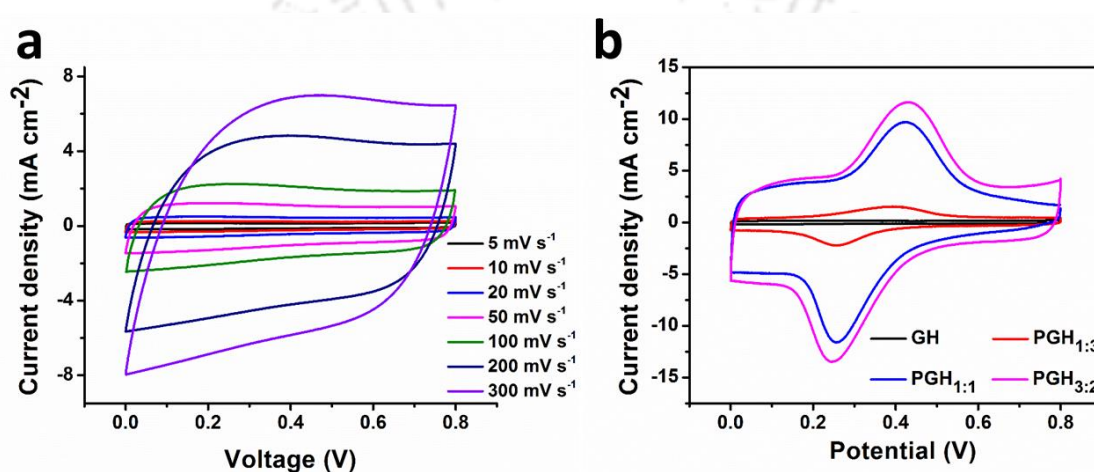 a
8
4
0
-4
-8
Current density (mA cm⁻²)
0.0 0.2 0.4 0.6 0.8
Voltage (V)
5 mV s⁻¹
10 mV s⁻¹
20 mV s⁻¹
50 mV s⁻¹
100 mV s⁻¹
200 mV s⁻¹
300 mV s⁻¹
b
15
10
5
0
-5
-10
-15
Current density (mA cm⁻²)
0.0 0.2 0.4 0.6 0.8
Potential (V)
GH PGH₁:₃
PGH₁:₁ PGH₃:₂